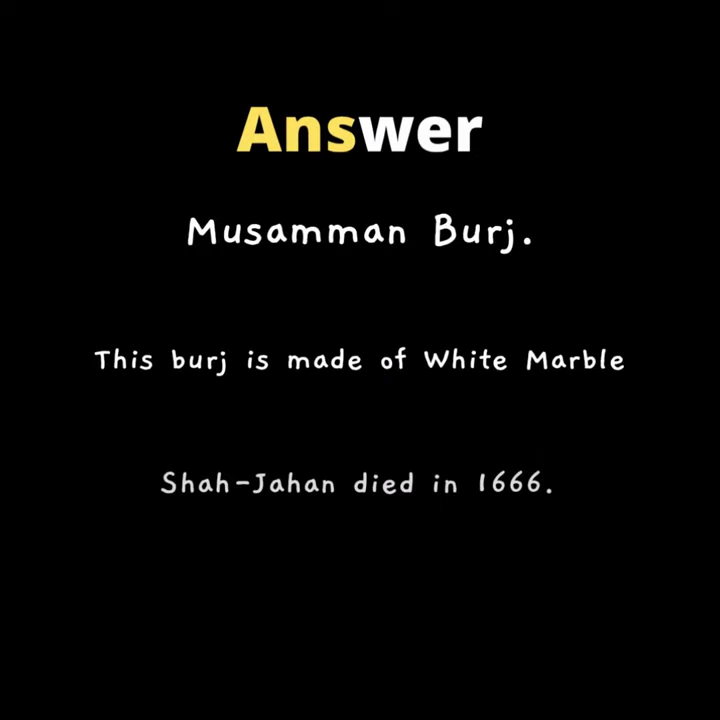 Answer
Musamman Burj.
This burj is made of White Marble
Shah-Jahan died in 1666.